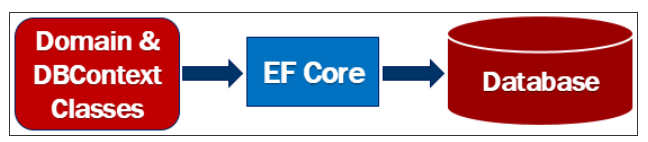 Domain &
DBContext
Classes
EF Core
Database